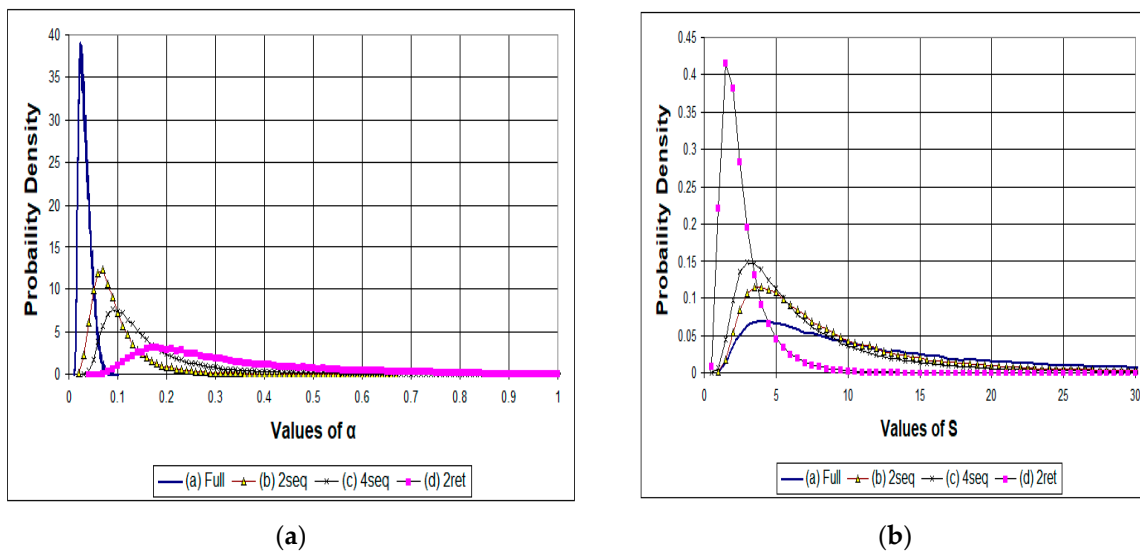 40
35
30
25
20
15
10
5
0
Probaility Density
0 0.1 0.2 0.3 0.4 0.5 0.6 0.7 0.8 0.9 1
Values of α
(a) Full (b) 2seq (c) 4seq (d) 2ret
(a)
0.45
0.4
0.35
0.3
0.25
0.2
0.15
0.1
0.05
0
Probability Density
0 5 10 15 20 25 30
Values of S
(a) Full (b) 2seq (c) 4seq (d) 2ret
(b)